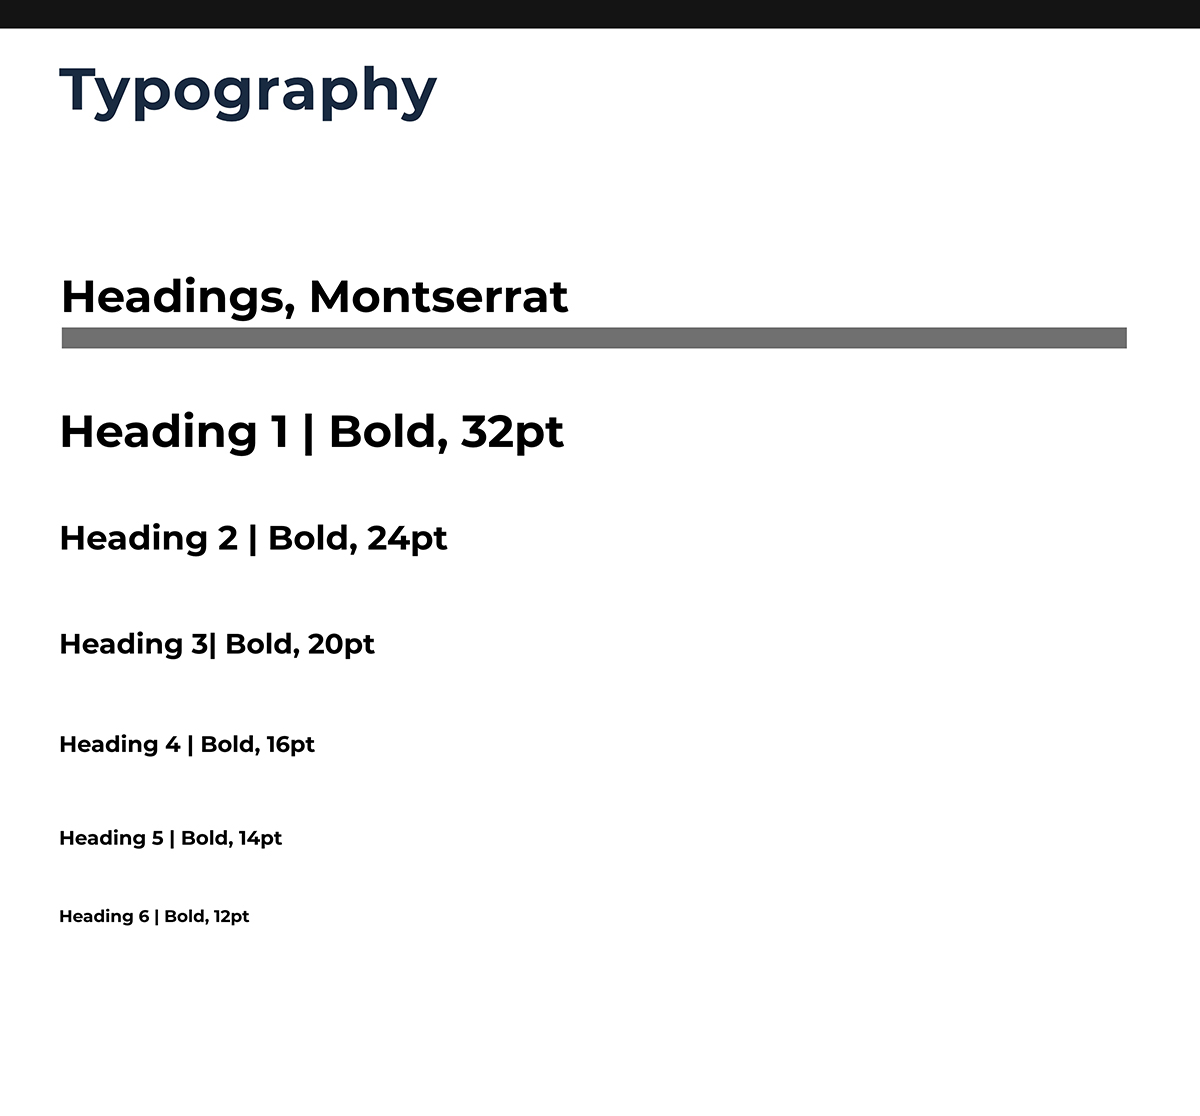 Typography
Headings, Montserrat
Heading 1 | Bold, 32pt
Heading 2 | Bold, 24pt
Heading 3| Bold, 20pt
Heading 4 | Bold, 16pt
Heading 5 | Bold, 14pt
Heading 6 | Bold, 12pt